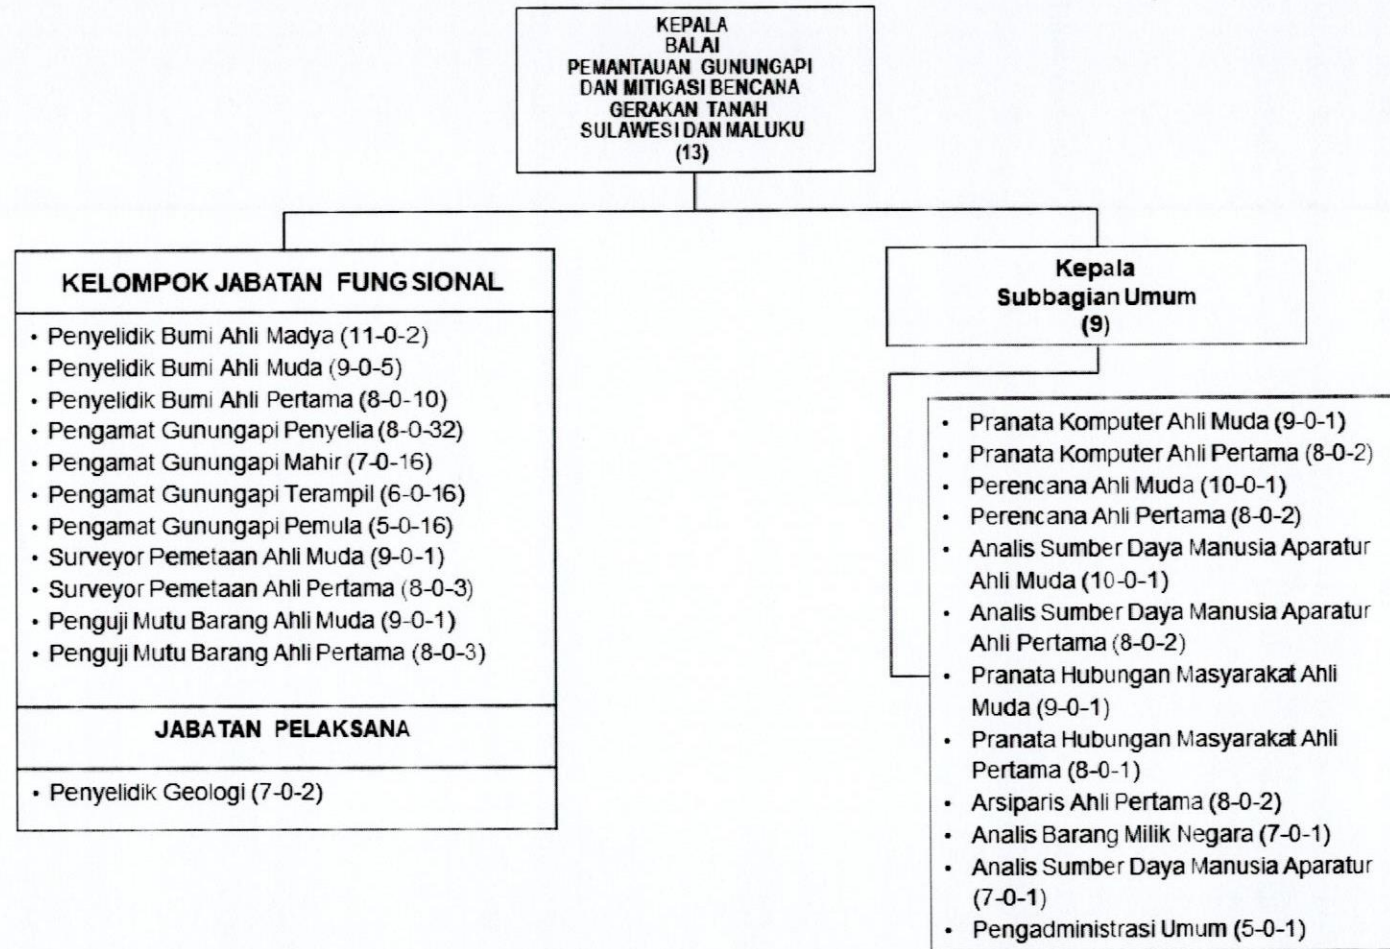 KEPALA
BALAI
PEMANTAUAN GUNUNGAPI
DAN MITIGASI BENCANA
GERAKAN TANAH
SULAWESI DAN MALUKU
(13)
KELOMPOK JABATAN FUNGSIONAL
• Penyelidik Bumi Ahli Madya (11-0-2)
• Penyelidik Bumi Ahli Muda (9-0-5)
• Penyelidik Bumi Ahli Pertama (8-0-10)
• Pengamat Gunungapi Penyelia (8-0-32)
• Pengamat Gunungapi Mahir (7-0-16)
• Pengamat Gunungapi Terampil (6-0-16)
• Pengamat Gunungapi Pemula (5-0-16)
• Surveyor Pemetaan Ahli Muda (9-0-1)
• Surveyor Pemetaan Ahli Pertama (8-0-3)
• Penguji Mutu Barang Ahli Muda (9-0-1)
• Penguji Mutu Barang Ahli Pertama (8-0-3)
JABATAN PELAKSANA
• Penyelidik Geologi (7-0-2)
Kepala
Subbagian Umum
(9)
• Pranata Komputer Ahli Muda (9-0-1)
• Pranata Komputer Ahli Pertama (8-0-2)
• Perencana Ahli Muda (10-0-1)
• Perencana Ahli Pertama (8-0-2)
• Analis Sumber Daya Manusia Aparatur
Ahli Muda (10-0-1)
• Analis Sumber Daya Manusia Aparatur
Ahli Pertama (8-0-2)
• Pranata Hubungan Masyarakat Ahli
Muda (9-0-1)
• Pranata Hubungan Masyarakat Ahli
Pertama (8-0-1)
• Arsiparis Ahli Pertama (8-0-2)
• Analis Barang Milik Negara (7-0-1)
• Analis Sumber Daya Manusia Aparatur
(7-0-1)
• Pengadministrasi Umum (5-0-1)